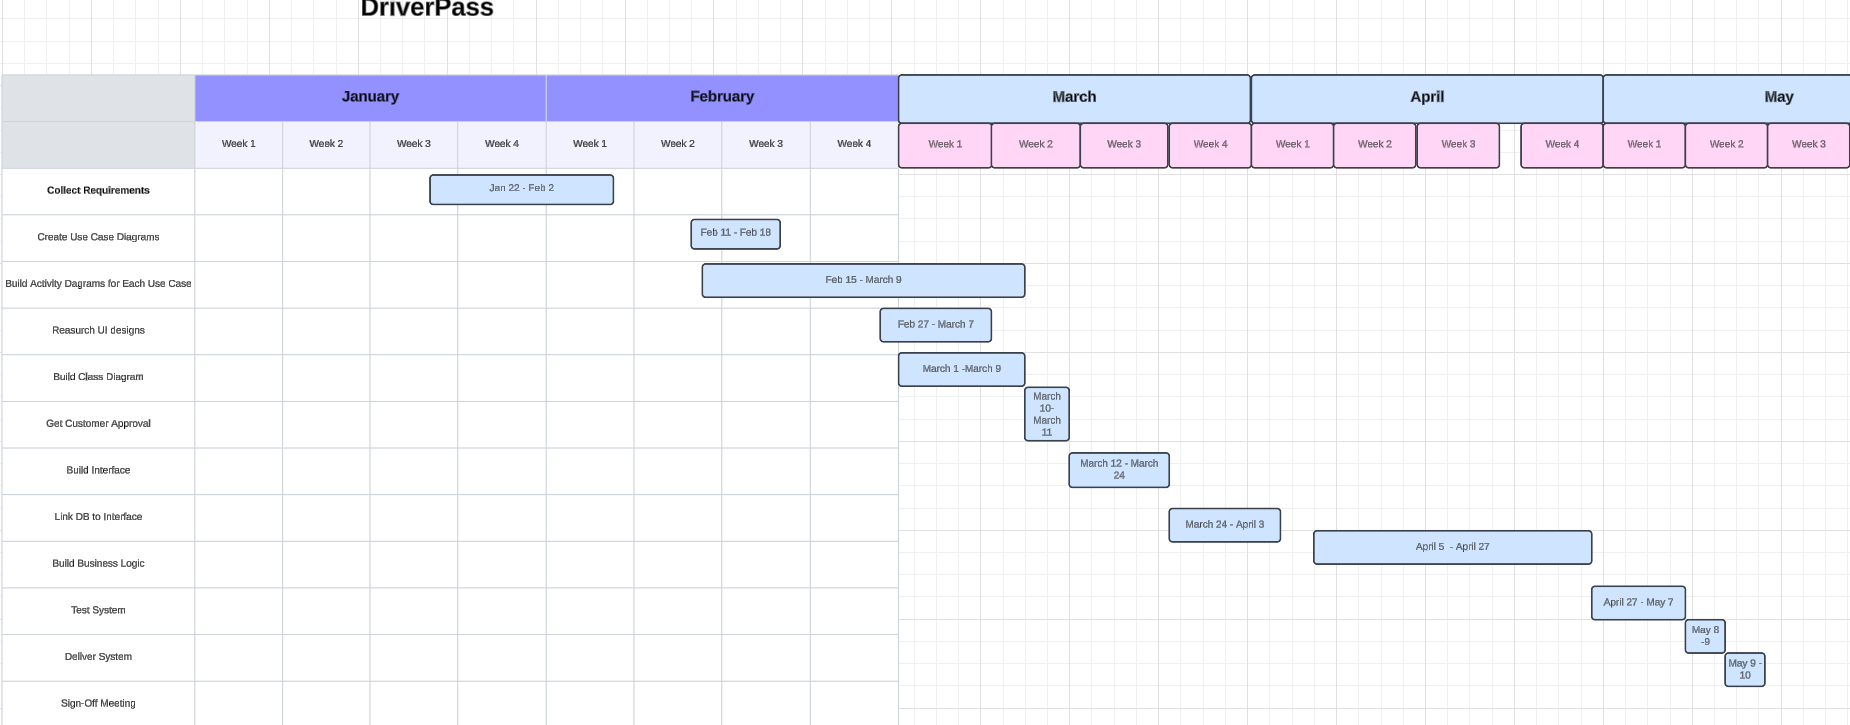 DriverPass
January February March April May
Week 1 Week 2 Week 3 Week 4 Week 1 Week 2 Week 3 Week 4 Week 1 Week 2 Week 3 Week 4 Week 1 Week 2 Week 3 Week 4 Week 1 Week 2 Week 3
Collect Requirements Jan 22 - Feb 2
Create Use Case Diagrams Feb 11 - Feb 18
Build Activity Dagrams for Each Use Case Feb 15 - March 9
Reasurch UI designs Feb 27 - March 7
Build Class Diagram March 1 -March 9
Get Customer Approval
March
10-
March
11
Build Interface
March 12 - March
24
Link DB to Interface March 24 - April 3
Build Business Logic April 5 - April 27
Test System April 27 - May 7
Deliver System
May 8
-9
Sign-Off Meeting
May 9 -
10